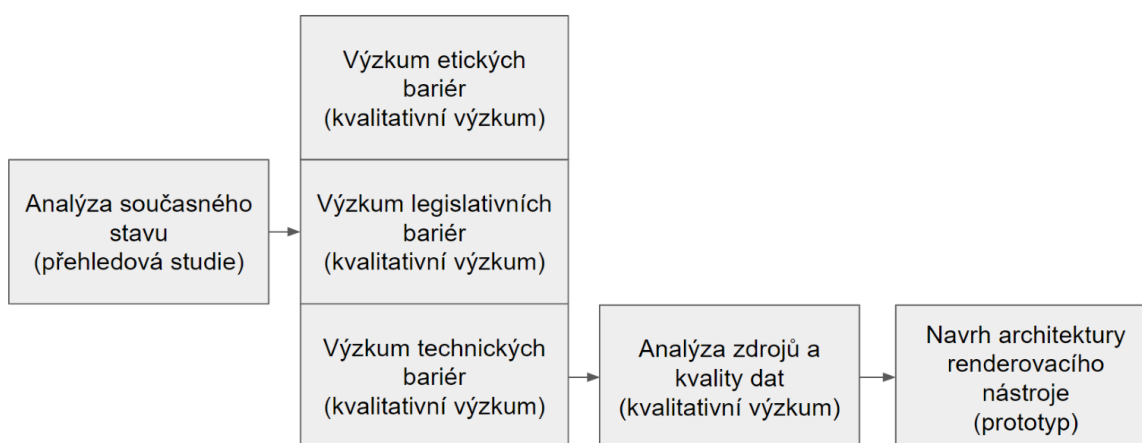 Analýza současného
stavu
(přehledová studie)
Výzkum etických
bariér
(kvalitativní výzkum)
Výzkum legislativních
bariér
(kvalitativní výzkum)
Výzkum technických
bariér
(kvalitativní výzkum)
Analýza zdrojů a
kvality dat
(kvalitativní výzkum)
Navrh architektury
renderovacího
nástroje
(prototyp)